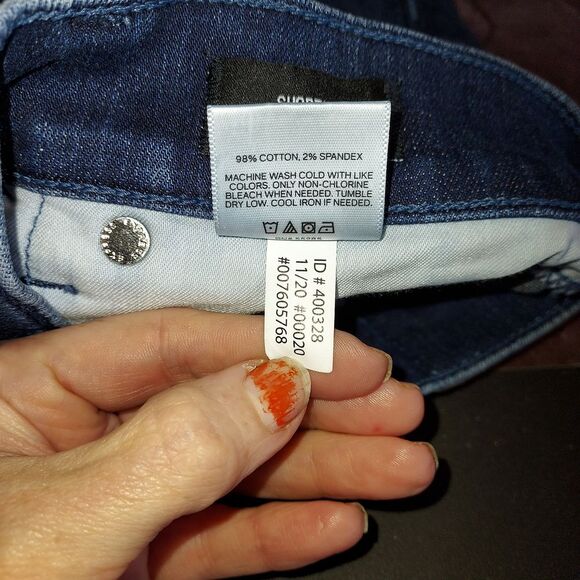 98% COTTON, 2% SPANDEX
MACHINE WASH COLD WITH LIKE
COLORS. ONLY NON-CHLORINE
BLEACH WHEN NEEDED. TUMBLE
DRY LOW. COOL IRON IF NEEDED.
ID # 400328
11/20 #00020
#007605768